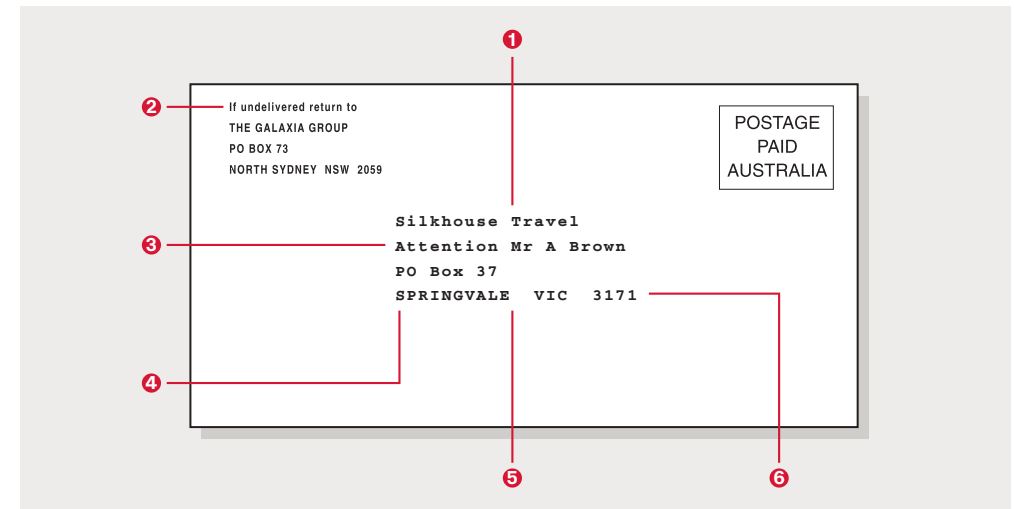 1
2
If undelivered return to
THE GALAXIA GROUP
PO BOX 73
NORTH SYDNEY NSW 2059
POSTAGE
PAID
AUSTRALIA
Silkhouse Travel
3
Attention Mr A Brown
PO Box 37
SPRINGVALE VIC 3171
4
5
6